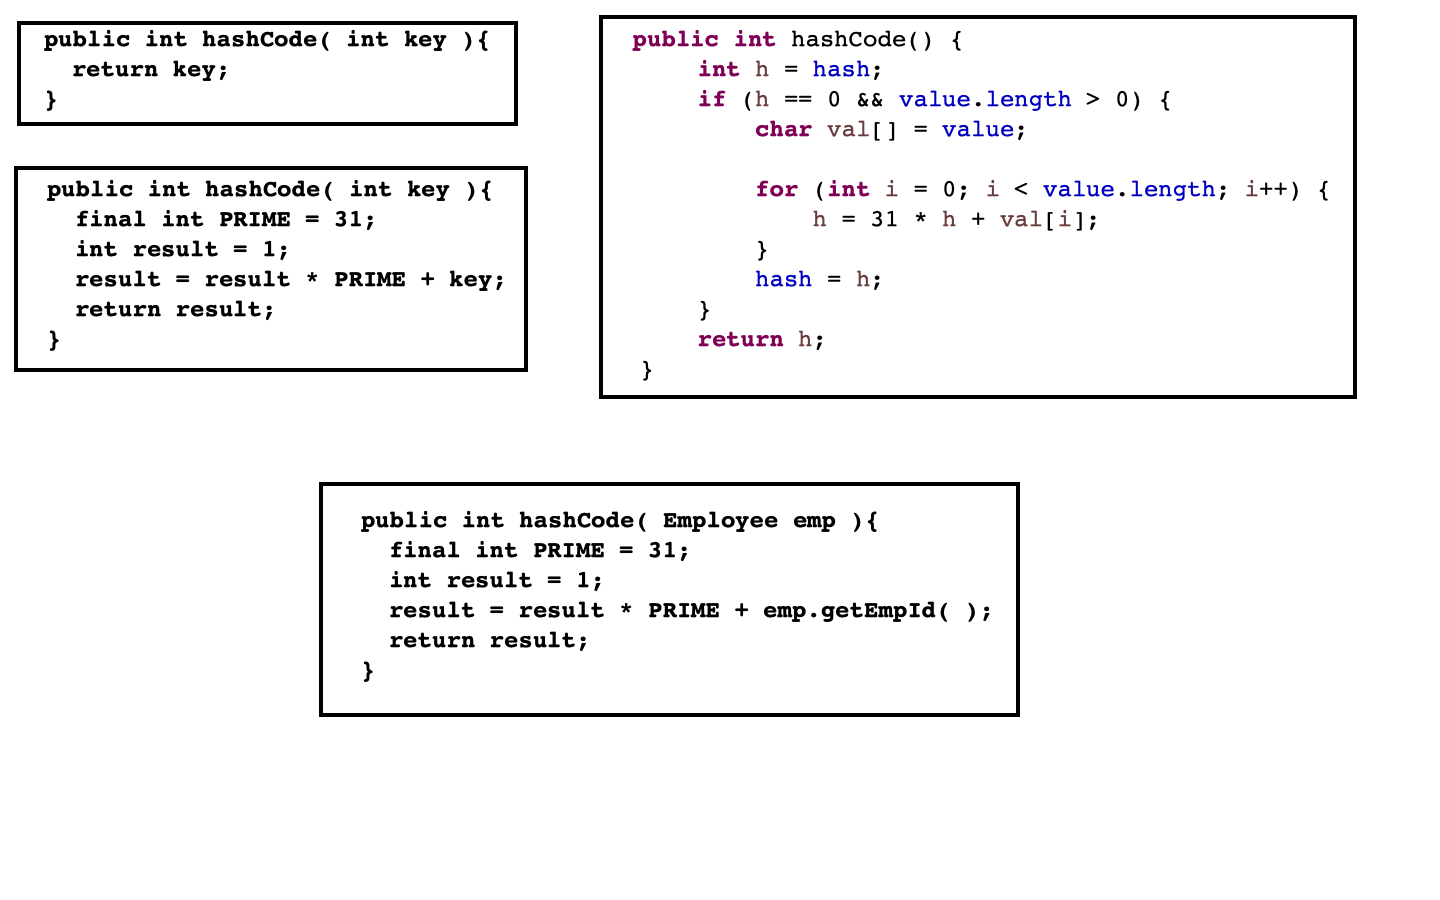 public int hashCode( int key ){
  return key;
}
public int hashCode( int key ){
  final int PRIME = 31;
  int result = 1;
  result = result * PRIME + key;
  return result;
}
public int hashCode() {
    int h = hash;
    if (h == 0 && value.length > 0) {
        char val[] = value;
        for (int i = 0; i < value.length; i++) {
            h = 31 * h + val[i];
        }
        hash = h;
    }
    return h;
}
public int hashCode( Employee emp ){
  final int PRIME = 31;
  int result = 1;
  result = result * PRIME + emp.getEmpId( );
  return result;
}